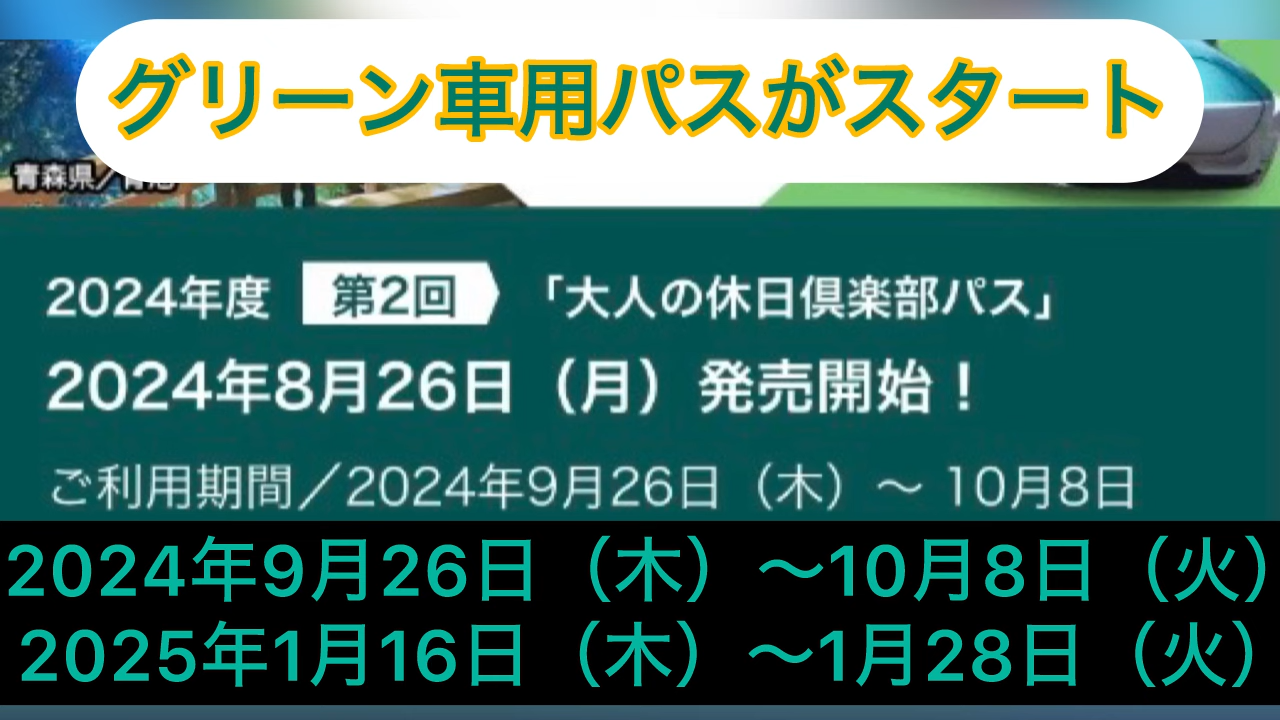 グリーン車用パスがスタート
青森県／青池
2024年度 第2回 「大人の休日倶楽部パス」
2024年8月26日（月）発売開始！
ご利用期間／2024年9月26日（木）～ 10月8日
2024年9月26日（木）～10月8日（火）
2025年1月16日（木）～1月28日（火）